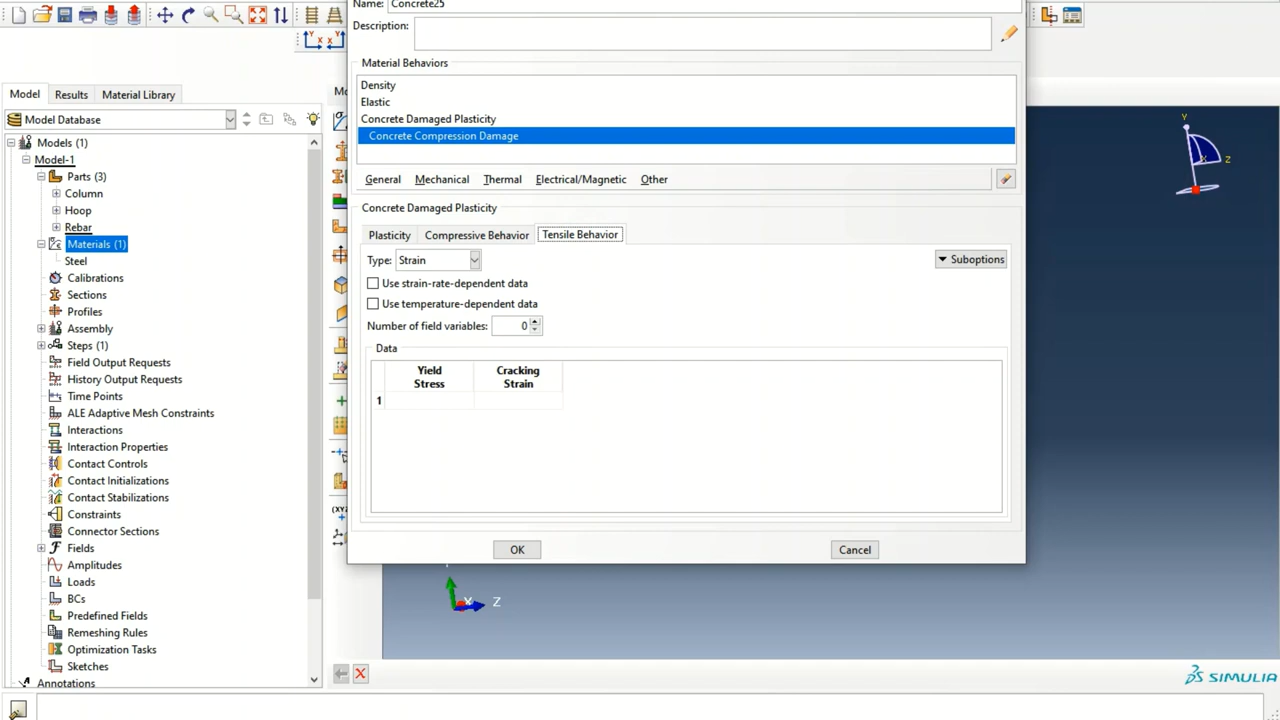 Name: Concrete25
Description:
Material Behaviors
Density
Elastic
Concrete Damaged Plasticity
Concrete Compression Damage
General Mechanical Thermal Electrical/Magnetic Other
Concrete Damaged Plasticity
Plasticity Compressive Behavior Tensile Behavior
Type: Strain
Suboptions
Use strain-rate-dependent data
Use temperature-dependent data
Number of field variables: 0
Data
Yield Stress
Cracking Strain
1
OK Cancel
Model Results Material Library
Model Database
Models (1)
Model-1
Parts (3)
Column
Hoop
Rebar
Materials (1)
Steel
Calibrations
Sections
Profiles
Assembly
Steps (1)
Field Output Requests
History Output Requests
Time Points
ALE Adaptive Mesh Constraints
Interactions
Interaction Properties
Contact Controls
Contact Initializations
Contact Stabilizations
Constraints
Connector Sections
Fields
Amplitudes
Loads
BCs
Predefined Fields
Remeshing Rules
Optimization Tasks
Sketches
Annotations
Mo
(XYZ
Y
X
Z
X
Z
SIMULIA